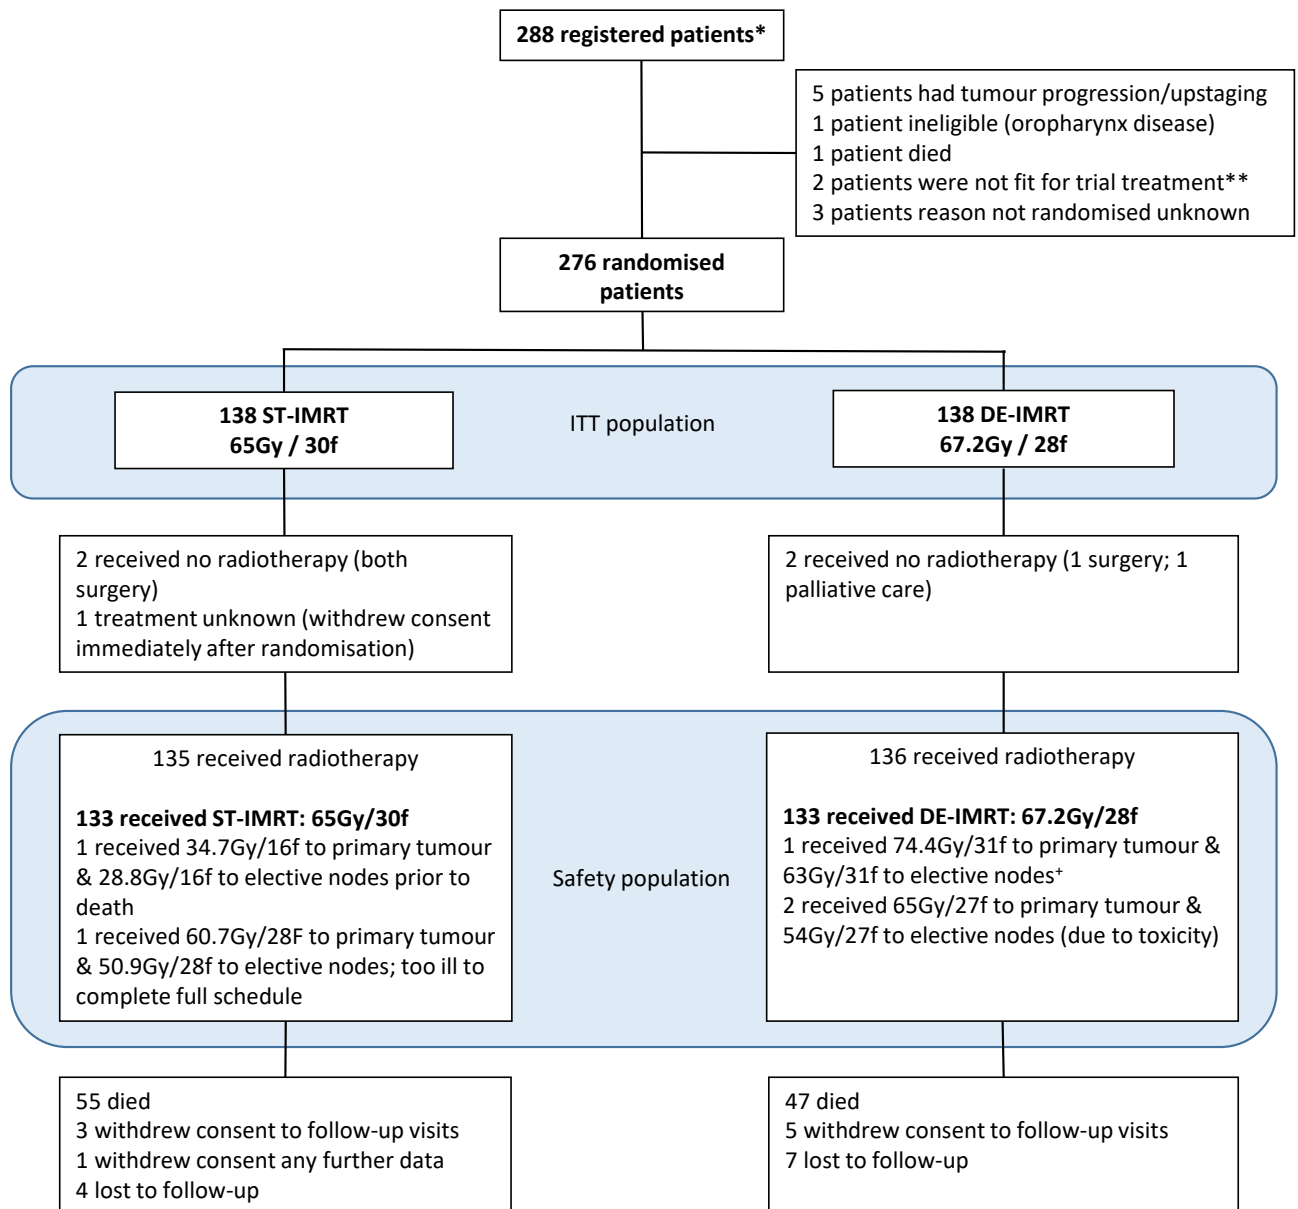 288 registered patients*
5 patients had tumour progression/upstaging
1 patient ineligible (oropharynx disease)
1 patient died
2 patients were not fit for trial treatment**
3 patients reason not randomised unknown
276 randomised
patients
138 ST-IMRT
65Gy / 30f
ITT population
138 DE-IMRT
67.2Gy / 28f
2 received no radiotherapy (both
surgery)
1 treatment unknown (withdrew consent
immediately after randomisation)
2 received no radiotherapy (1 surgery; 1
palliative care)
135 received radiotherapy
133 received ST-IMRT: 65Gy/30f
1 received 34.7Gy/16f to primary tumour
& 28.8Gy/16f to elective nodes prior to
death
1 received 60.7Gy/28F to primary tumour
& 50.9Gy/28f to elective nodes; too ill to
complete full schedule
Safety population
136 received radiotherapy
133 received DE-IMRT: 67.2Gy/28f
1 received 74.4Gy/31f to primary tumour &
63Gy/31f to elective nodes⁺
2 received 65Gy/27f to primary tumour &
54Gy/27f to elective nodes (due to toxicity)
55 died
3 withdrew consent to follow-up visits
1 withdrew consent any further data
4 lost to follow-up
47 died
5 withdrew consent to follow-up visits
7 lost to follow-up